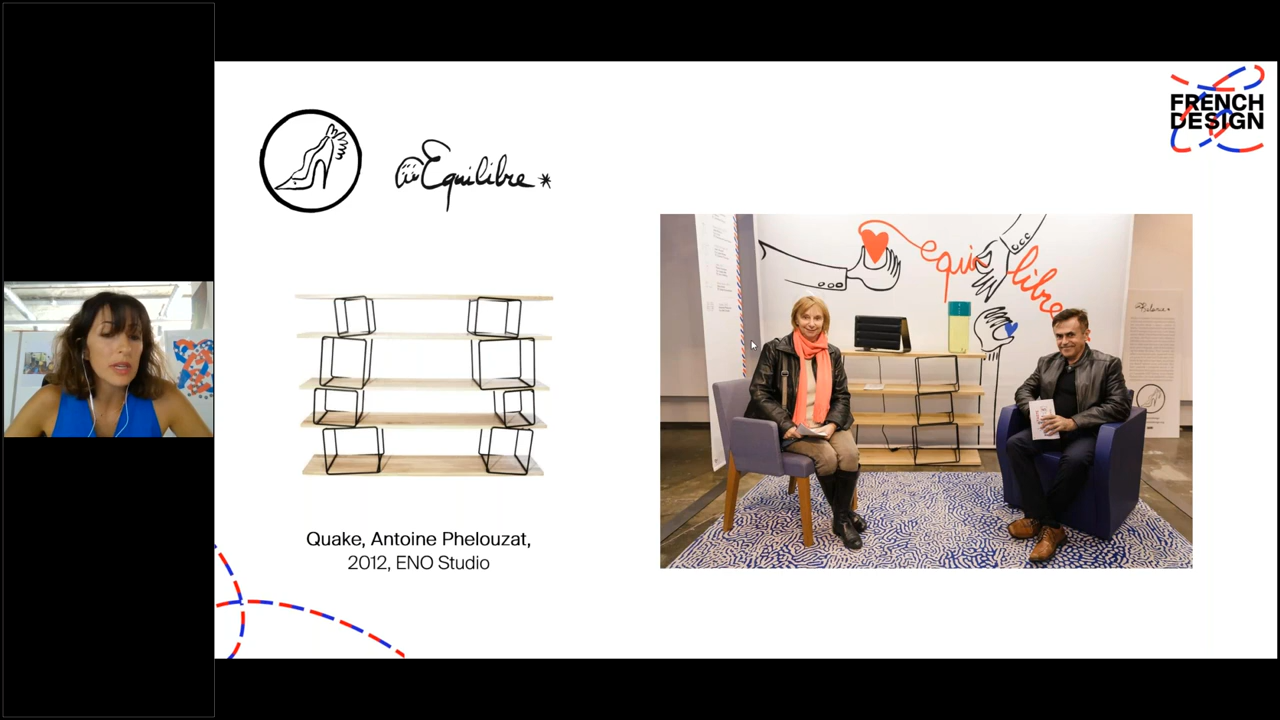 FRENCH
DESIGN
Equilibre *
equilibre
Quake, Antoine Phelouzat,
2012, ENO Studio